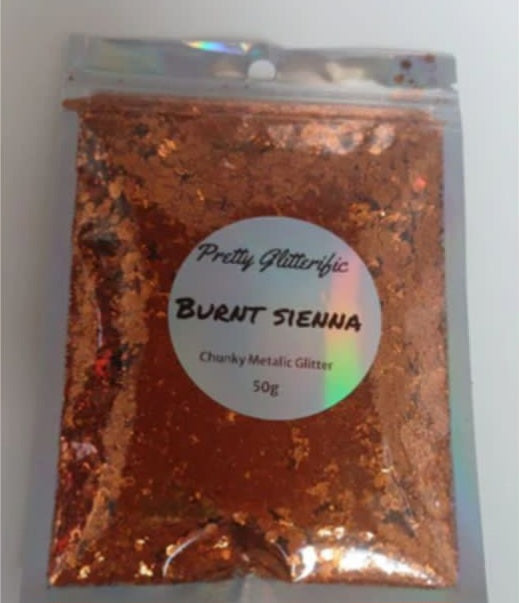 Pretty Glitterific
BURNT SIENNA
Chunky Metalic Glitter
50g